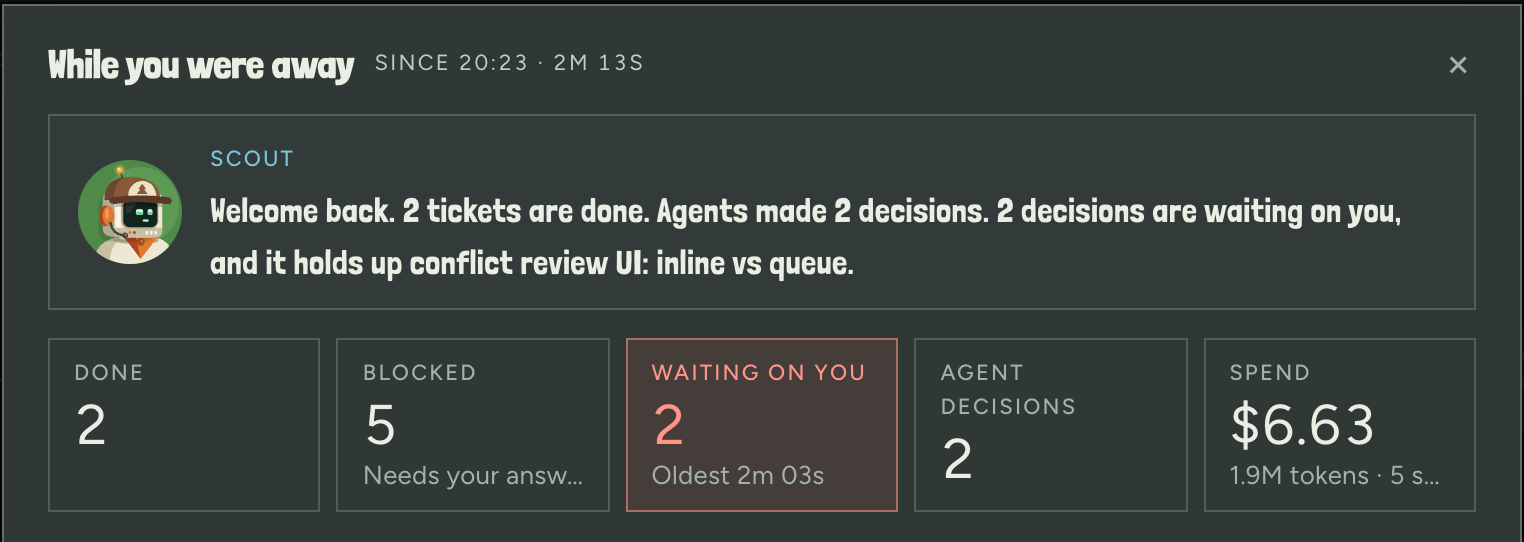 While you were away SINCE 20:23 · 2M 13S
SCOUT
Welcome back. 2 tickets are done. Agents made 2 decisions. 2 decisions are waiting on you,
and it holds up conflict review UI: inline vs queue.
DONE
2
BLOCKED
5
Needs your answ...
WAITING ON YOU
2
Oldest 2m 03s
AGENT
DECISIONS
2
SPEND
$6.63
1.9M tokens · 5 s...